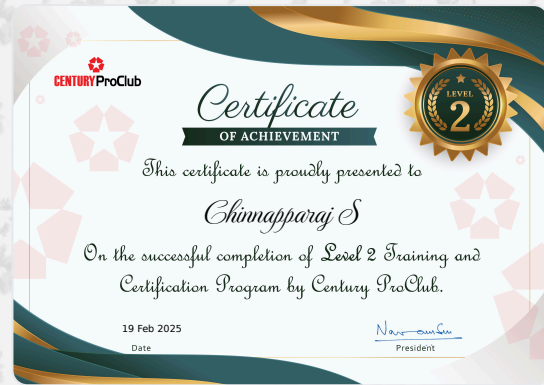 CENTURY ProClub
Certificate
OF ACHIEVEMENT
LEVEL
2
This certificate is proudly presented to
Chinnapparaj S
On the successful completion of Level 2 Training and
Certification Program by Century ProClub.
19 Feb 2025
Date
President